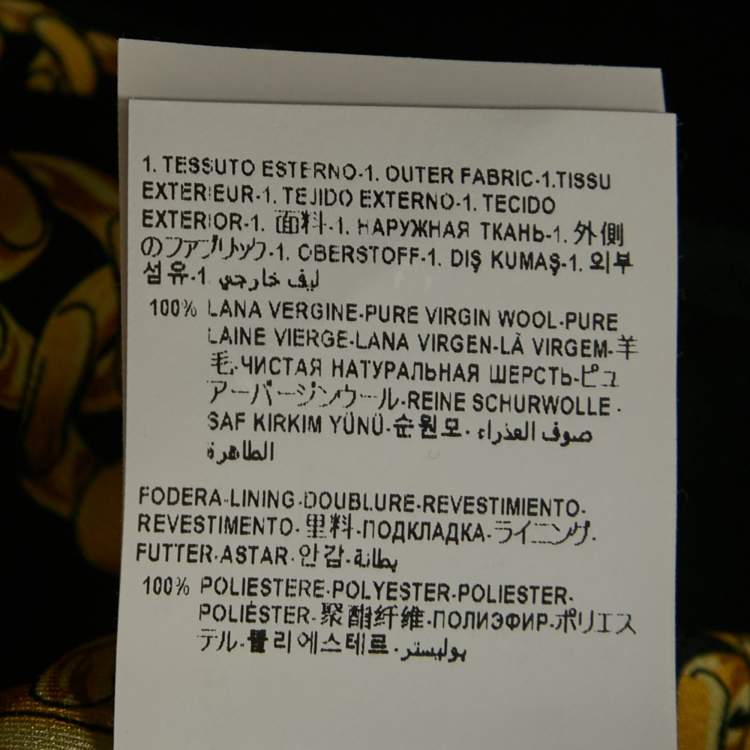 1. TESSUTO ESTERNO-1. OUTER FABRIC-1.TISSU
EXTERIEUR-1. TEJIDO EXTERNO-1. TECIDO
EXTERIOR-1. 面料-1. НАРУЖНАЯ ТКАНЬ-1. 外側
のファブリック-1. OBERSTOFF-1. DIŞ KUMAŞ-1. 외부
섬유-1. ليف خارجي
100% LANA VERGINE-PURE VIRGIN WOOL-PURE
LAINE VIERGE-LANA VIRGEN-LÀ VIRGEM-羊
毛-ЧИСТАЯ НАТУРАЛЬНАЯ ШЕРСТЬ-ピュ
アーバージンウール-REINE SCHURWOLLE-
SAF KIRKIM YÜNÜ-순원모- صوف العذراء
الطاهرة
FODERA-LINING-DOUBLURE-REVESTIMIENTO-
REVESTIMENTO-里料-ПОДКЛАДКА-ライニング-
FUTTER-ASTAR-안감-بطانة
100% POLIESTERE-POLYESTER-POLIESTER-
POLIÉSTER-聚酯纤维-ПОЛИЭФИР-ポリエス
テル-폴리에스테르-بوليستر